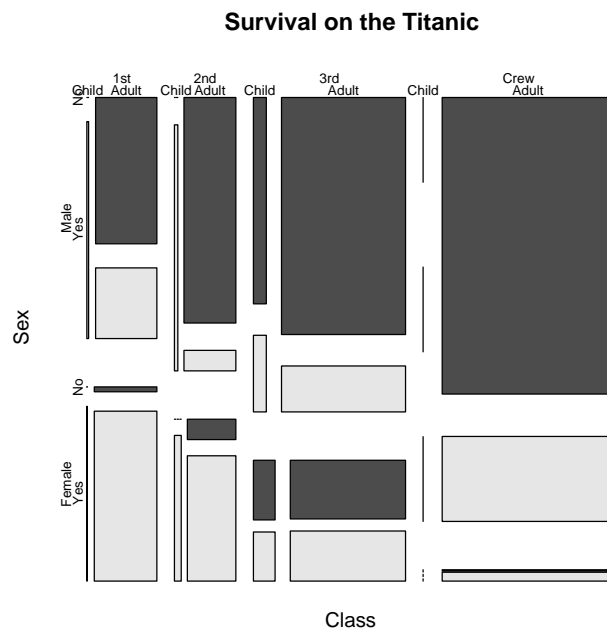 Survival on the Titanic
1st 2nd 3rd Crew
Child Adult Child Adult Child Adult Child Adult
No
Yes
Male
No
Yes
Female
Sex
Class